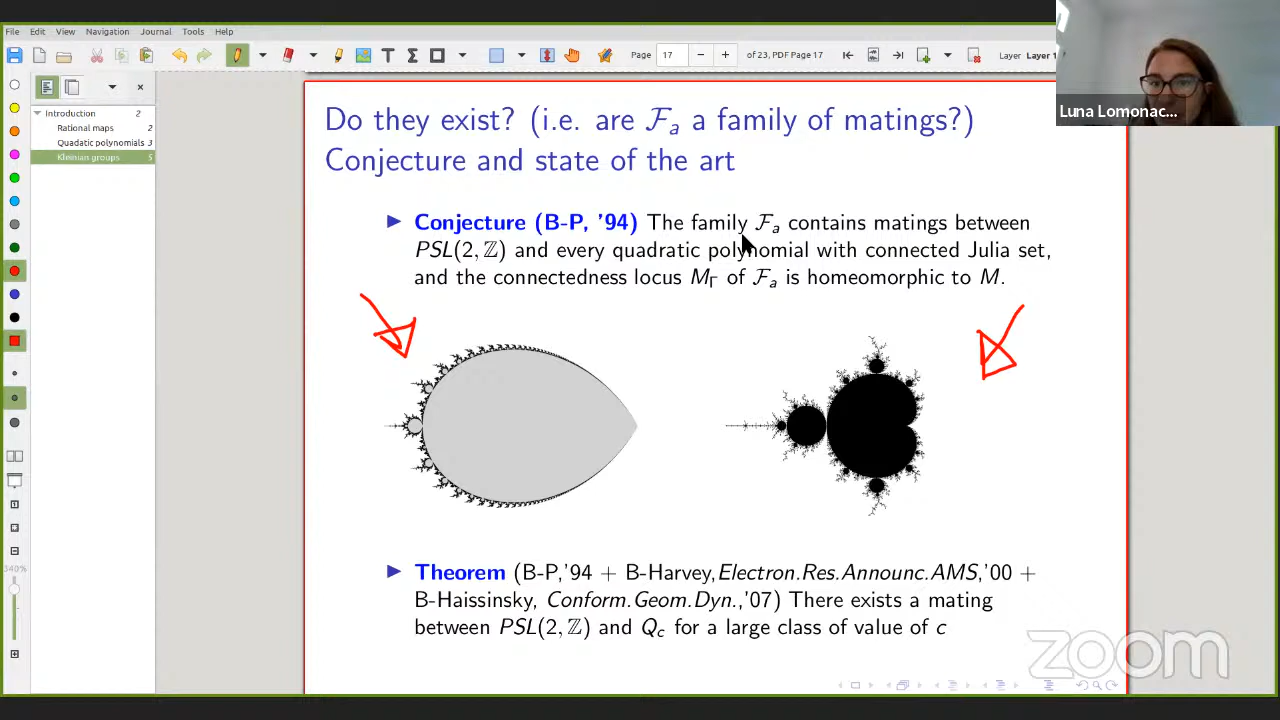 File Edit View Navigation Journal Tools Help
Page 17 of 23, PDF Page 17 Layer Layer 1
Introduction 2
Rational maps 2
Quadratic polynomials 3
Kleinian groups 5
Luna Lomonac...
Do they exist? (i.e. are ℱₐ a family of matings?)
Conjecture and state of the art
▶ Conjecture (B-P, '94) The family ℱₐ contains matings between
PSL(2, ℤ) and every quadratic polynomial with connected Julia set,
and the connectedness locus M_Γ of ℱₐ is homeomorphic to M.
▶ Theorem (B-P,'94 + B-Harvey,Electron.Res.Announc.AMS,'00 +
B-Haissinsky, Conform.Geom.Dyn.,'07) There exists a mating
between PSL(2, ℤ) and Q_c for a large class of value of c
340%
zoom